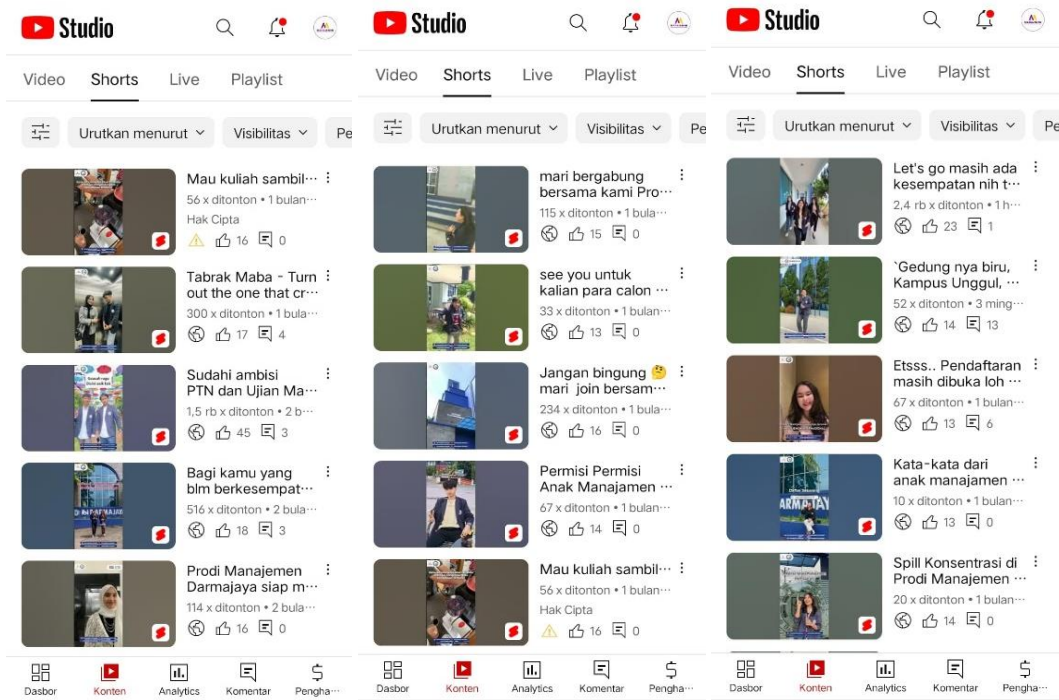 Studio
Video Shorts Live Playlist
Urutkan menurut Visibilitas Pe
Mau kuliah sambil···
56 x ditonton • 1 bulan···
Hak Cipta
16 0
Tabrak Maba - Turn
out the one that cr···
300 x ditonton • 1 bula···
17 4
Sudahi ambisi
PTN dan Ujian Ma···
1,5 rb x ditonton • 2 b···
45 3
Bagi kamu yang
blm berkesempat···
516 x ditonton • 2 bula···
18 3
Prodi Manajemen
Darmajaya siap m···
114 x ditonton • 2 bula···
16 0
Dasbor Konten Analytics Komentar Pengha···
Studio
Video Shorts Live Playlist
Urutkan menurut Visibilitas Pe
mari bergabung
bersama kami Pro···
115 x ditonton • 1 bula···
15 0
see you untuk
kalian para calon ···
33 x ditonton • 1 bulan···
13 0
Jangan bingung 🤔
mari join bersam···
234 x ditonton • 1 bula···
16 0
Permisi Permisi
Anak Manajemen ···
67 x ditonton • 1 bulan···
14 0
Mau kuliah sambil···
56 x ditonton • 1 bulan···
Hak Cipta
16 0
Dasbor Konten Analytics Komentar Pengha···
Studio
Video Shorts Live Playlist
Urutkan menurut Visibilitas Pe
Let's go masih ada
kesempatan nih t···
2,4 rb x ditonton • 1 h···
23 1
`Gedung nya biru,
Kampus Unggul, ···
52 x ditonton • 3 ming···
14 13
Etsss.. Pendaftaran
masih dibuka loh ···
67 x ditonton • 1 bulan···
13 6
Kata-kata dari
anak manajemen ···
10 x ditonton • 1 bulan···
13 0
Spill Konsentrasi di
Prodi Manajemen ···
20 x ditonton • 1 bulan···
14 0
Dasbor Konten Analytics Komentar Pengha···